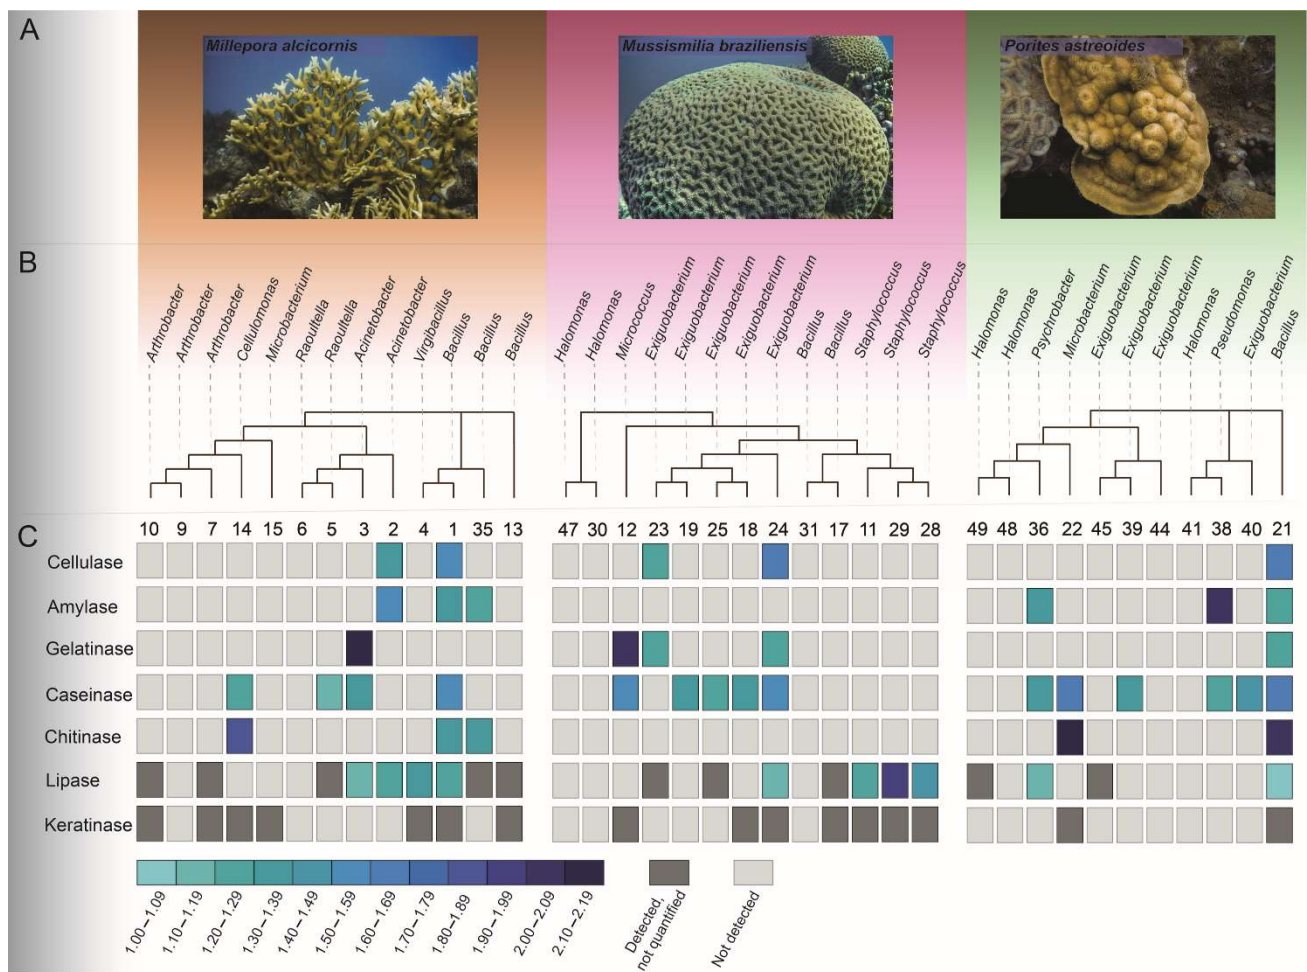 A
Millepora alcicornis
Mussismilia braziliensis
Porites astreoides
B
Arthrobacter
Arthrobacter
Arthrobacter
Cellulomonas
Microbacterium
Raoultella
Raoultella
Acinetobacter
Acinetobacter
Virgibacillus
Bacillus
Bacillus
Bacillus
Halomonas
Halomonas
Micrococcus
Exiguobacterium
Exiguobacterium
Exiguobacterium
Exiguobacterium
Exiguobacterium
Bacillus
Bacillus
Staphylococcus
Staphylococcus
Staphylococcus
Halomonas
Halomonas
Psychrobacter
Microbacterium
Exiguobacterium
Exiguobacterium
Exiguobacterium
Halomonas
Pseudomonas
Exiguobacterium
Bacillus
C
10 9 7 14 15 6 5 3 2 4 1 35 13
47 30 12 23 19 25 18 24 31 17 11 29 28
49 48 36 22 45 39 44 41 38 40 21
Cellulase
Amylase
Gelatinase
Caseinase
Chitinase
Lipase
Keratinase
1.00–1.09
1.10–1.19
1.20–1.29
1.30–1.39
1.40–1.49
1.50–1.59
1.60–1.69
1.70–1.79
1.80–1.89
1.90–1.99
2.00–2.09
2.10–2.19
Detected,
not quantified
Not detected